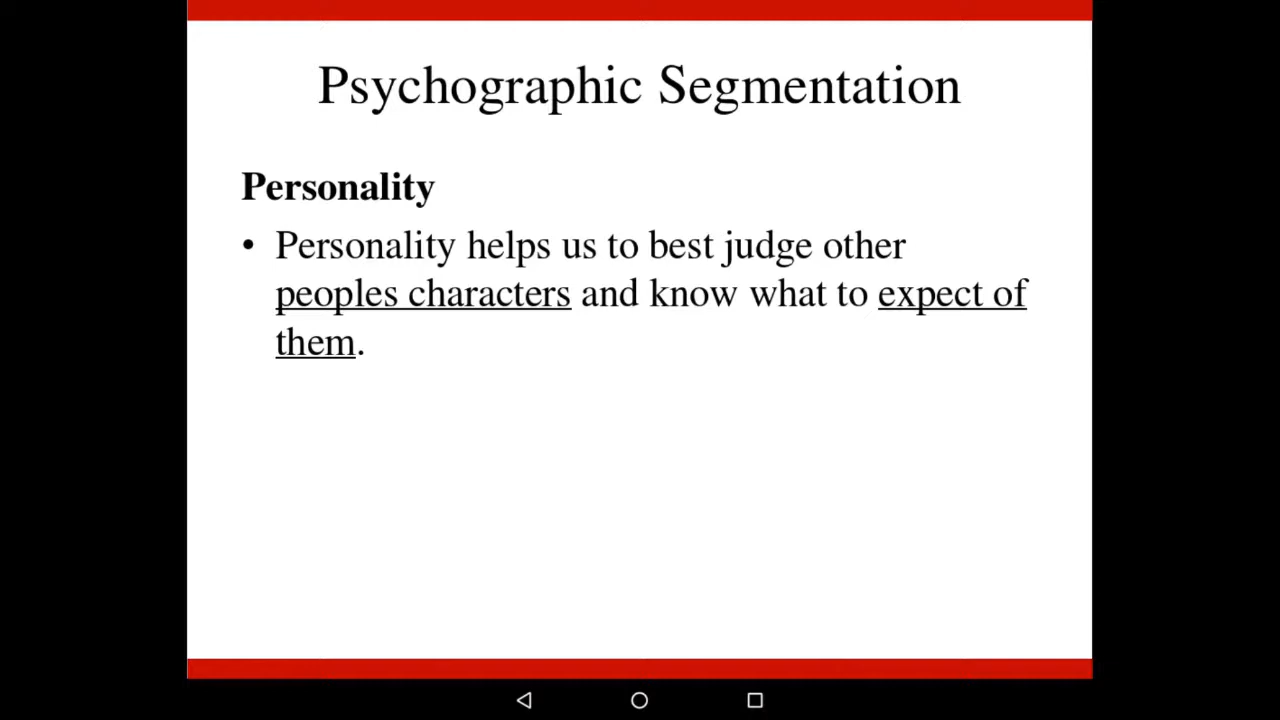 Psychographic Segmentation
Personality
• Personality helps us to best judge other
peoples characters and know what to expect of
them.